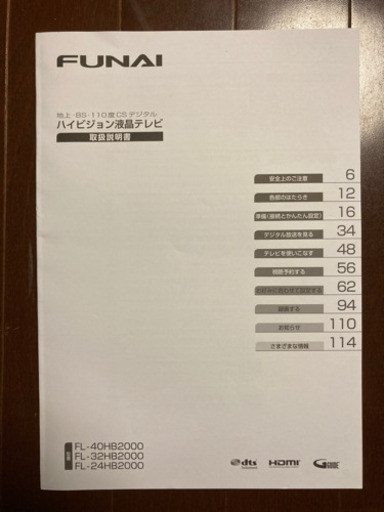 FUNAI
地上・BS・110度CSデジタル
ハイビジョン液晶テレビ
取扱説明書
安全上のご注意 6
各部のはたらき 12
準備(接続とかんたん設定) 16
デジタル放送を見る 34
テレビを使いこなす 48
視聴予約する 56
お好みに合わせて設定する 62
録画する 94
お知らせ 110
さまざまな情報 114
FL-40HB2000
FL-32HB2000
FL-24HB2000
dts
HDMI
G GUIDE